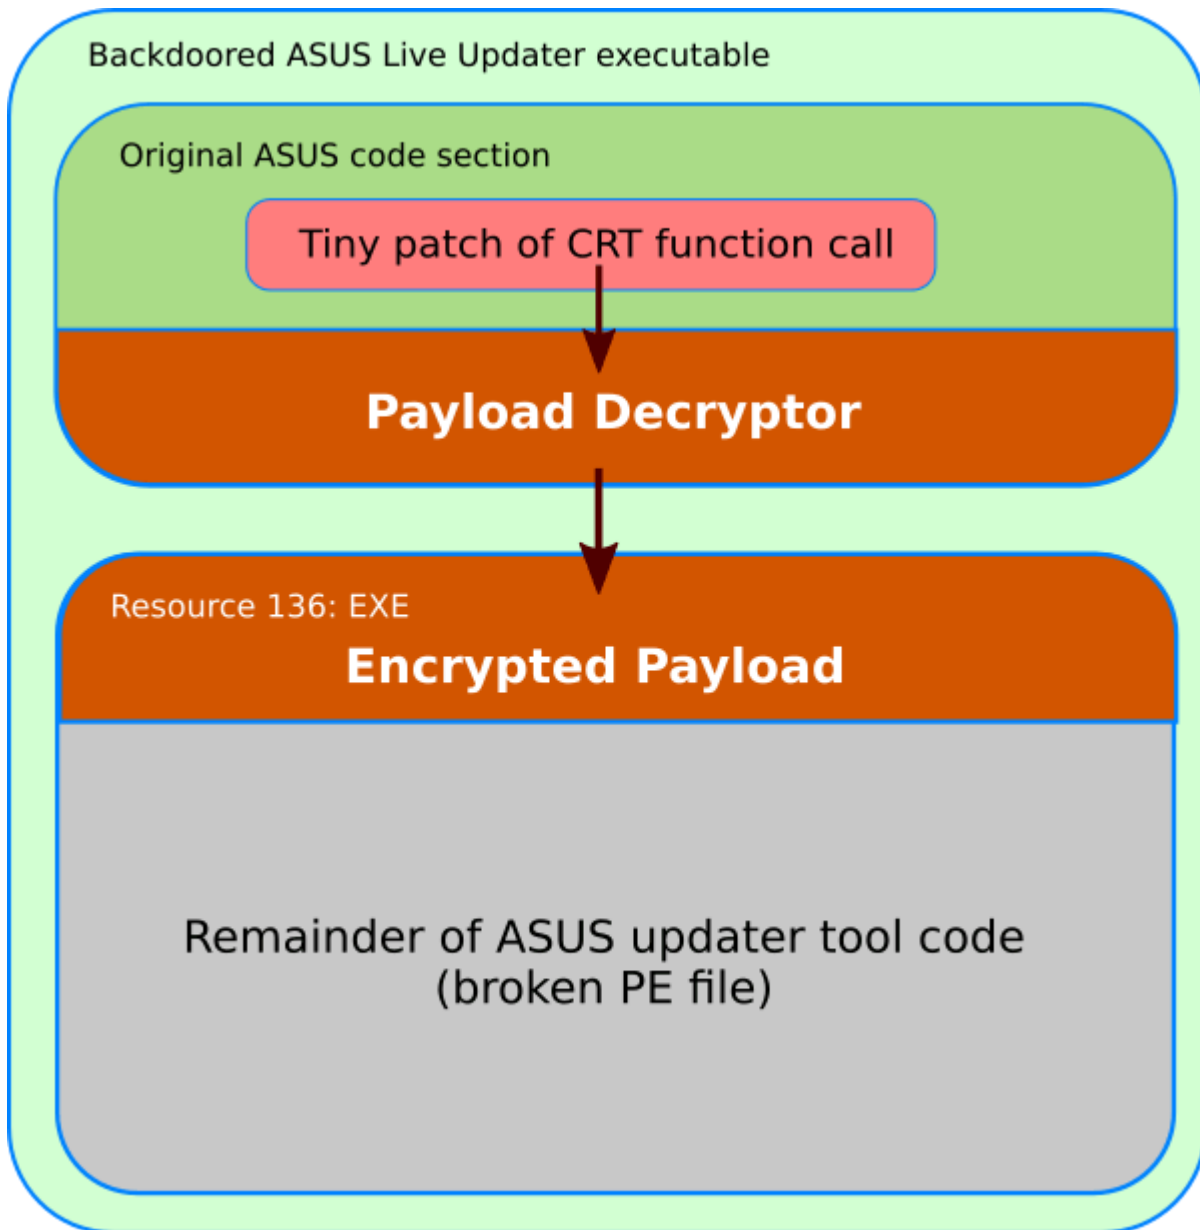 Backdoored ASUS Live Updater executable
Original ASUS code section
Tiny patch of CRT function call
Payload Decryptor
Resource 136: EXE
Encrypted Payload
Remainder of ASUS updater tool code
(broken PE file)